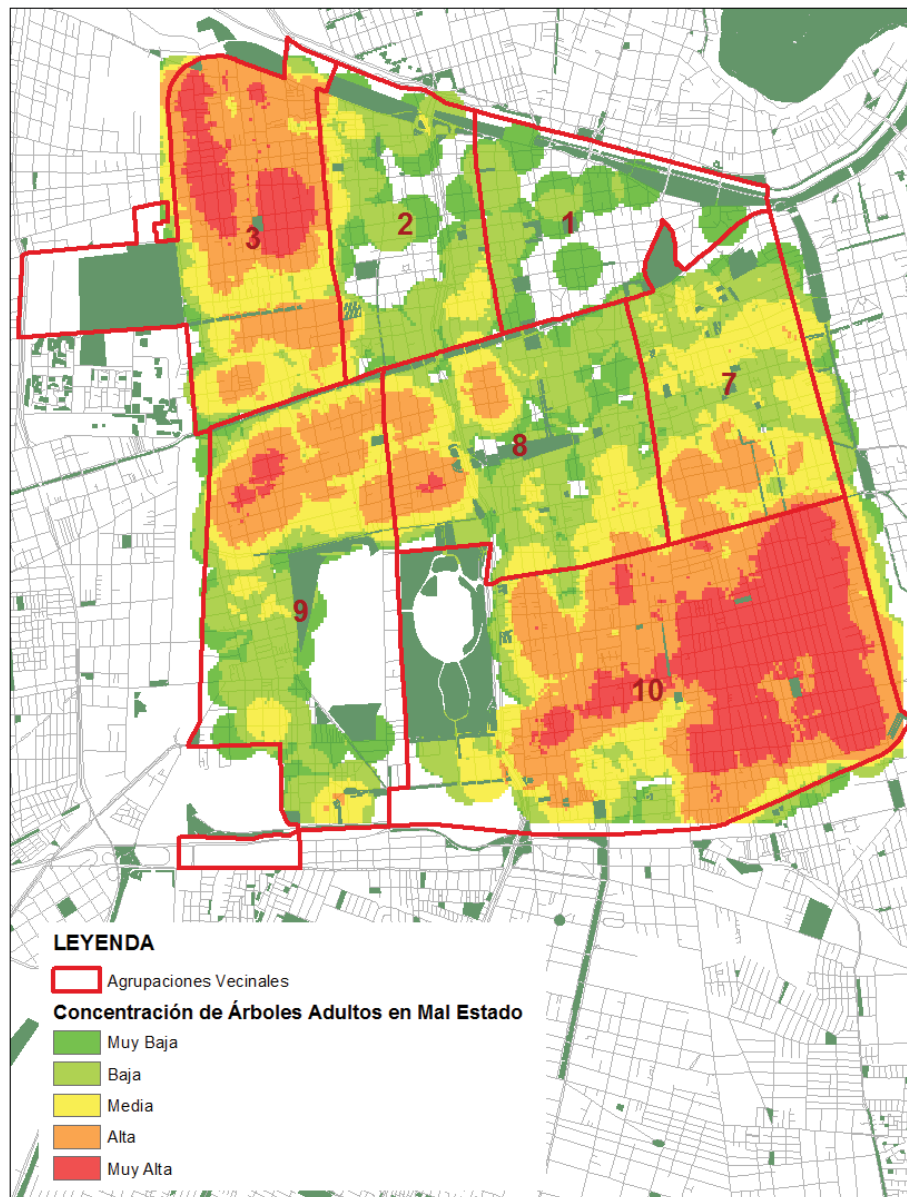 3
2
1
7
8
9
10
LEYENDA
Agrupaciones Vecinales
Concentración de Árboles Adultos en Mal Estado
Muy Baja
Baja
Media
Alta
Muy Alta